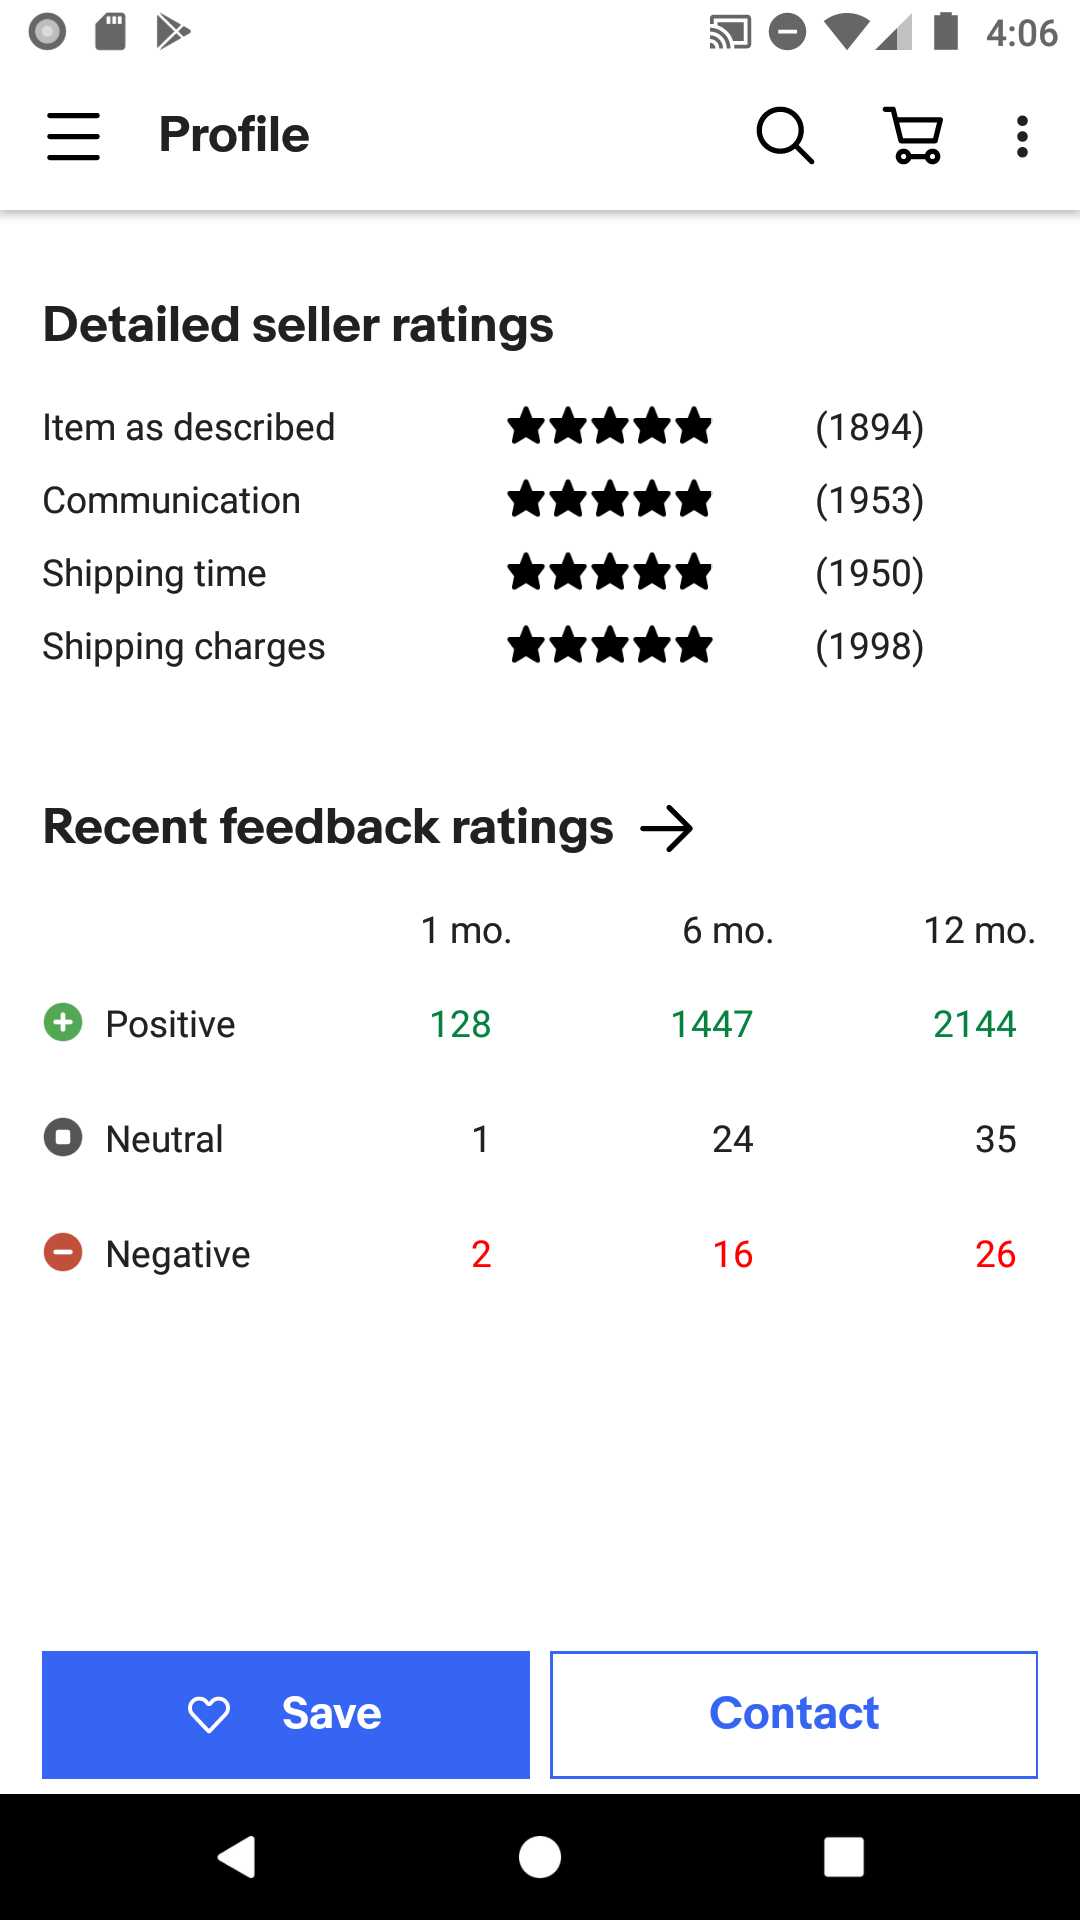 4:06
Profile
Detailed seller ratings
Item as described (1894)
Communication (1953)
Shipping time (1950)
Shipping charges (1998)
Recent feedback ratings
1 mo. 6 mo. 12 mo.
Positive 128 1447 2144
Neutral 1 24 35
Negative 2 16 26
Save Contact